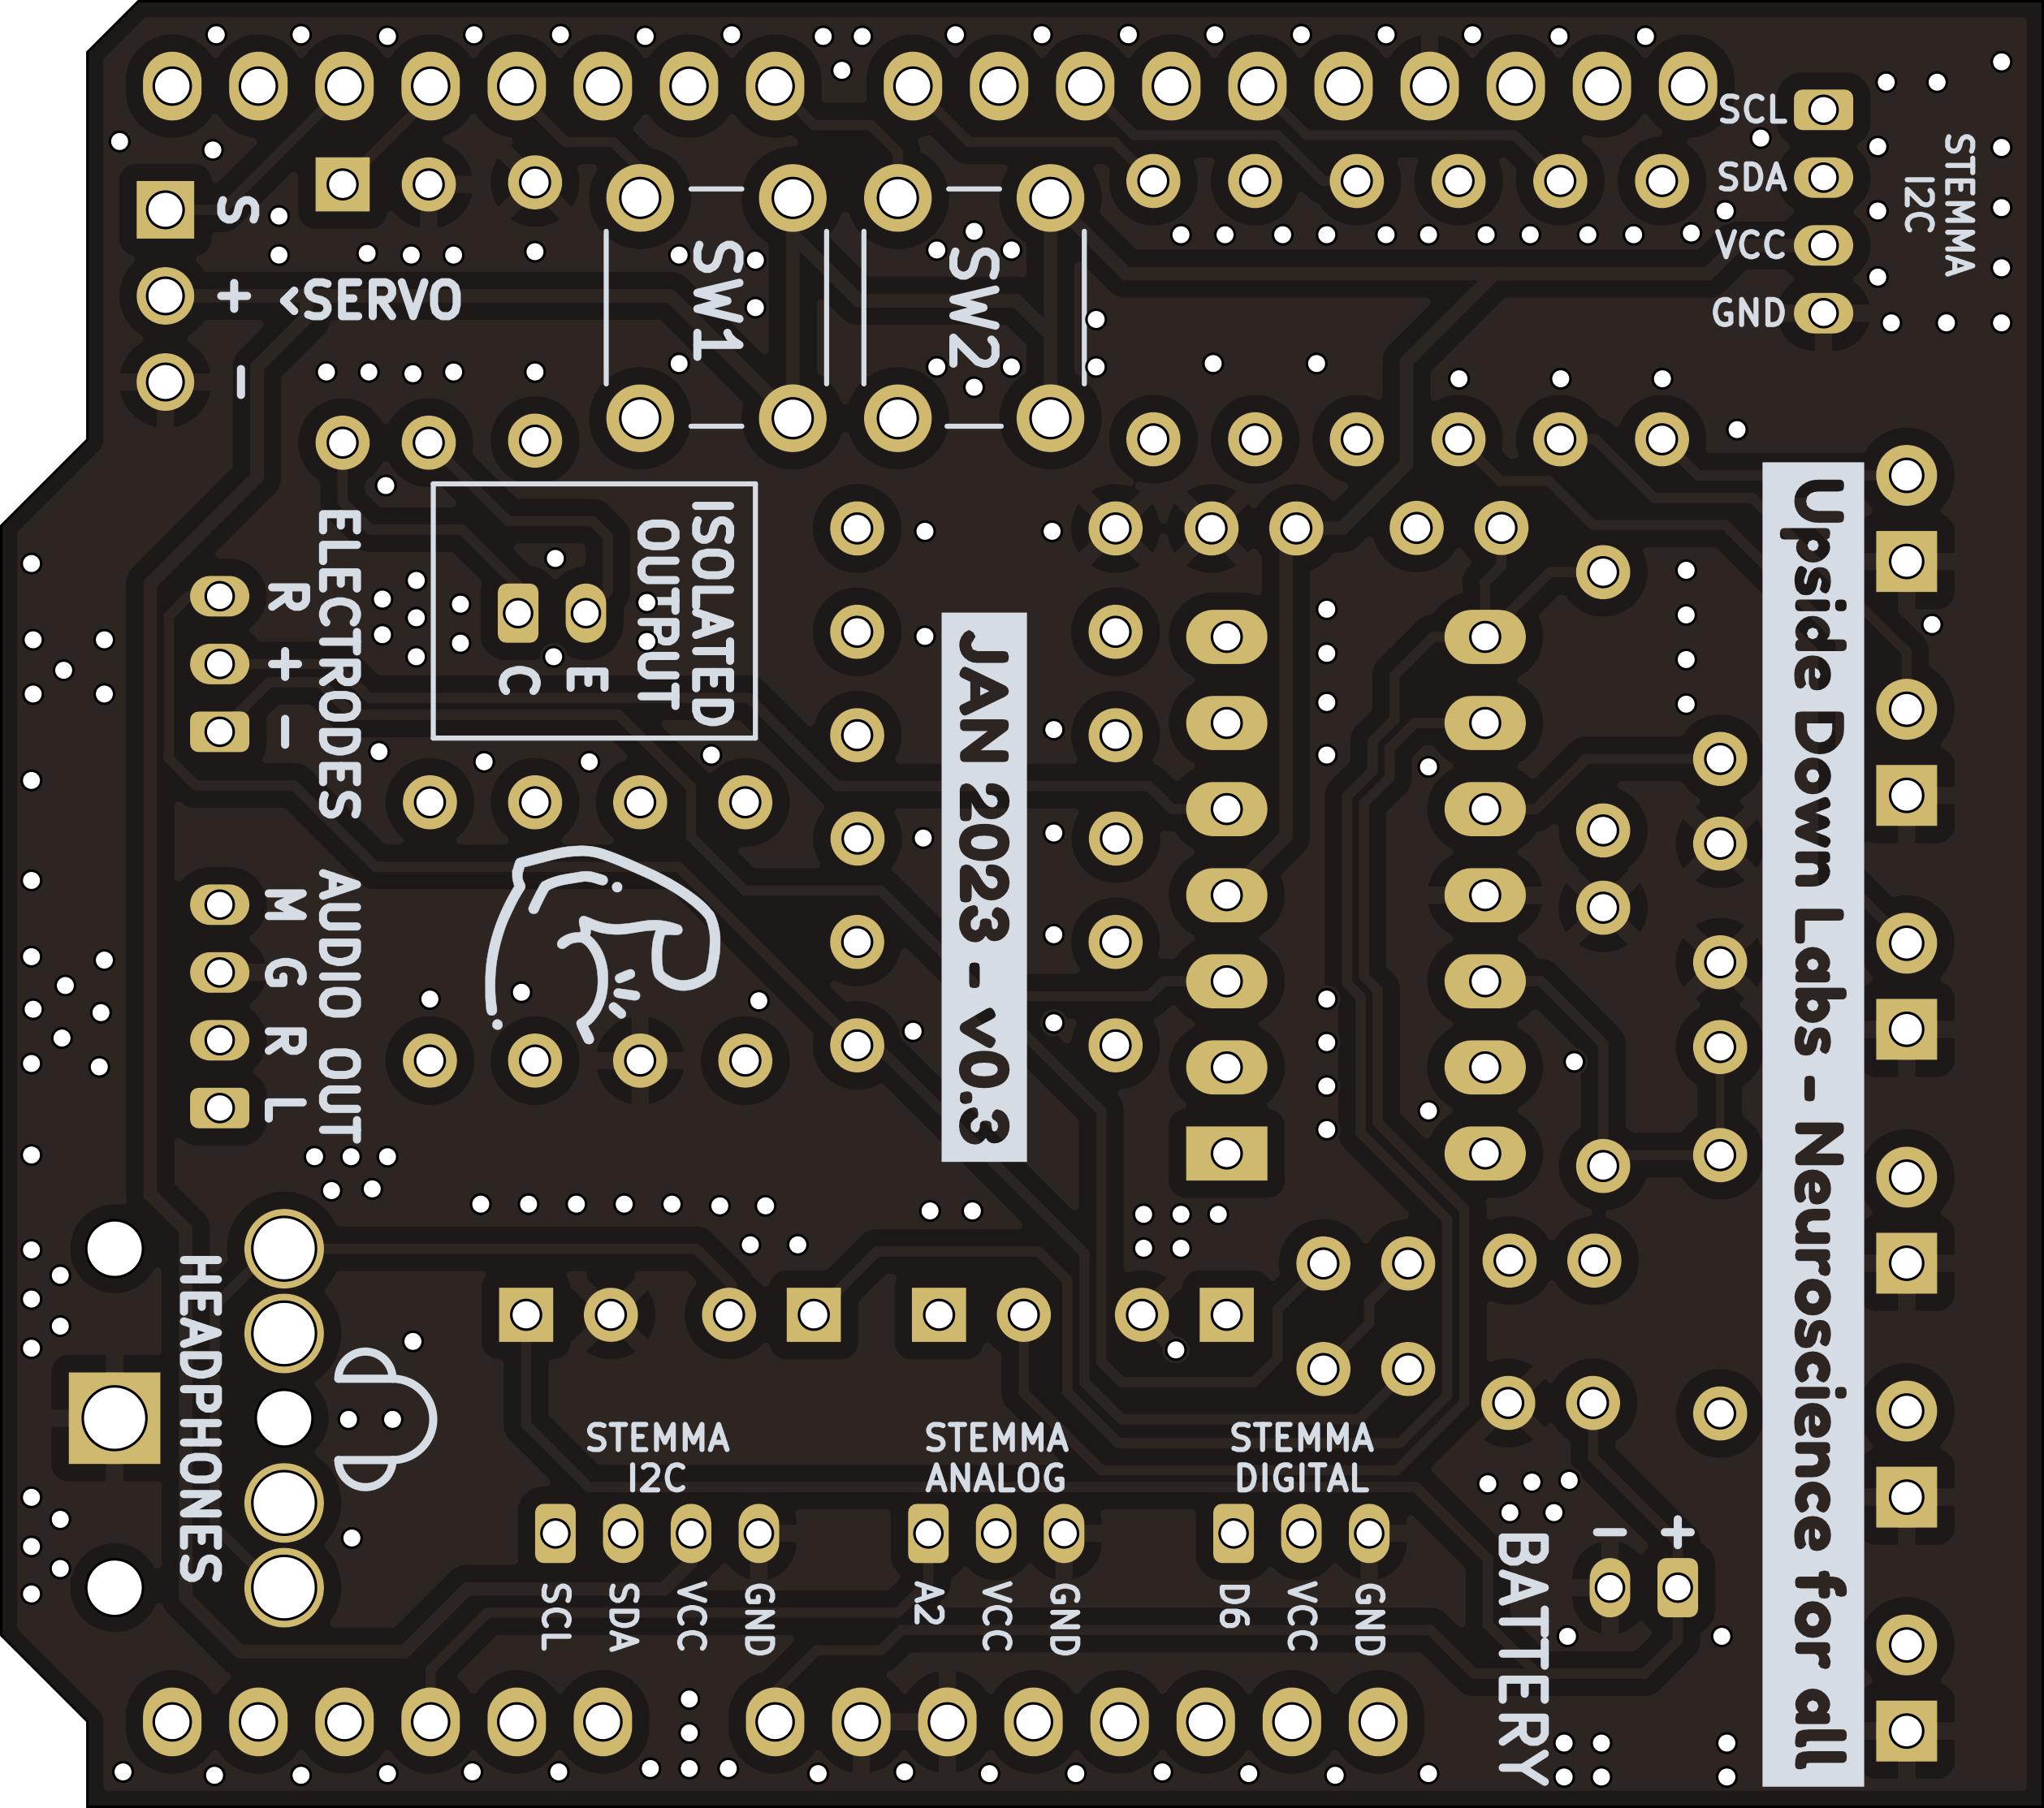 SCL
SDA
VCC
GND
STEMMA
I2C
S
+
-
<SERVO
SW1
SW2
ELECTRODES
R + -
ISOLATED
OUTPUT
C E
JAN 2023 - v0.3
Upside Down Labs - Neuroscience for all
AUDIO OUT
M G R L
HEADPHONES
STEMMA
I2C
SCL
SDA
VCC
GND
STEMMA
ANALOG
A2
VCC
GND
STEMMA
DIGITAL
D6
VCC
GND
BATTERY
- +